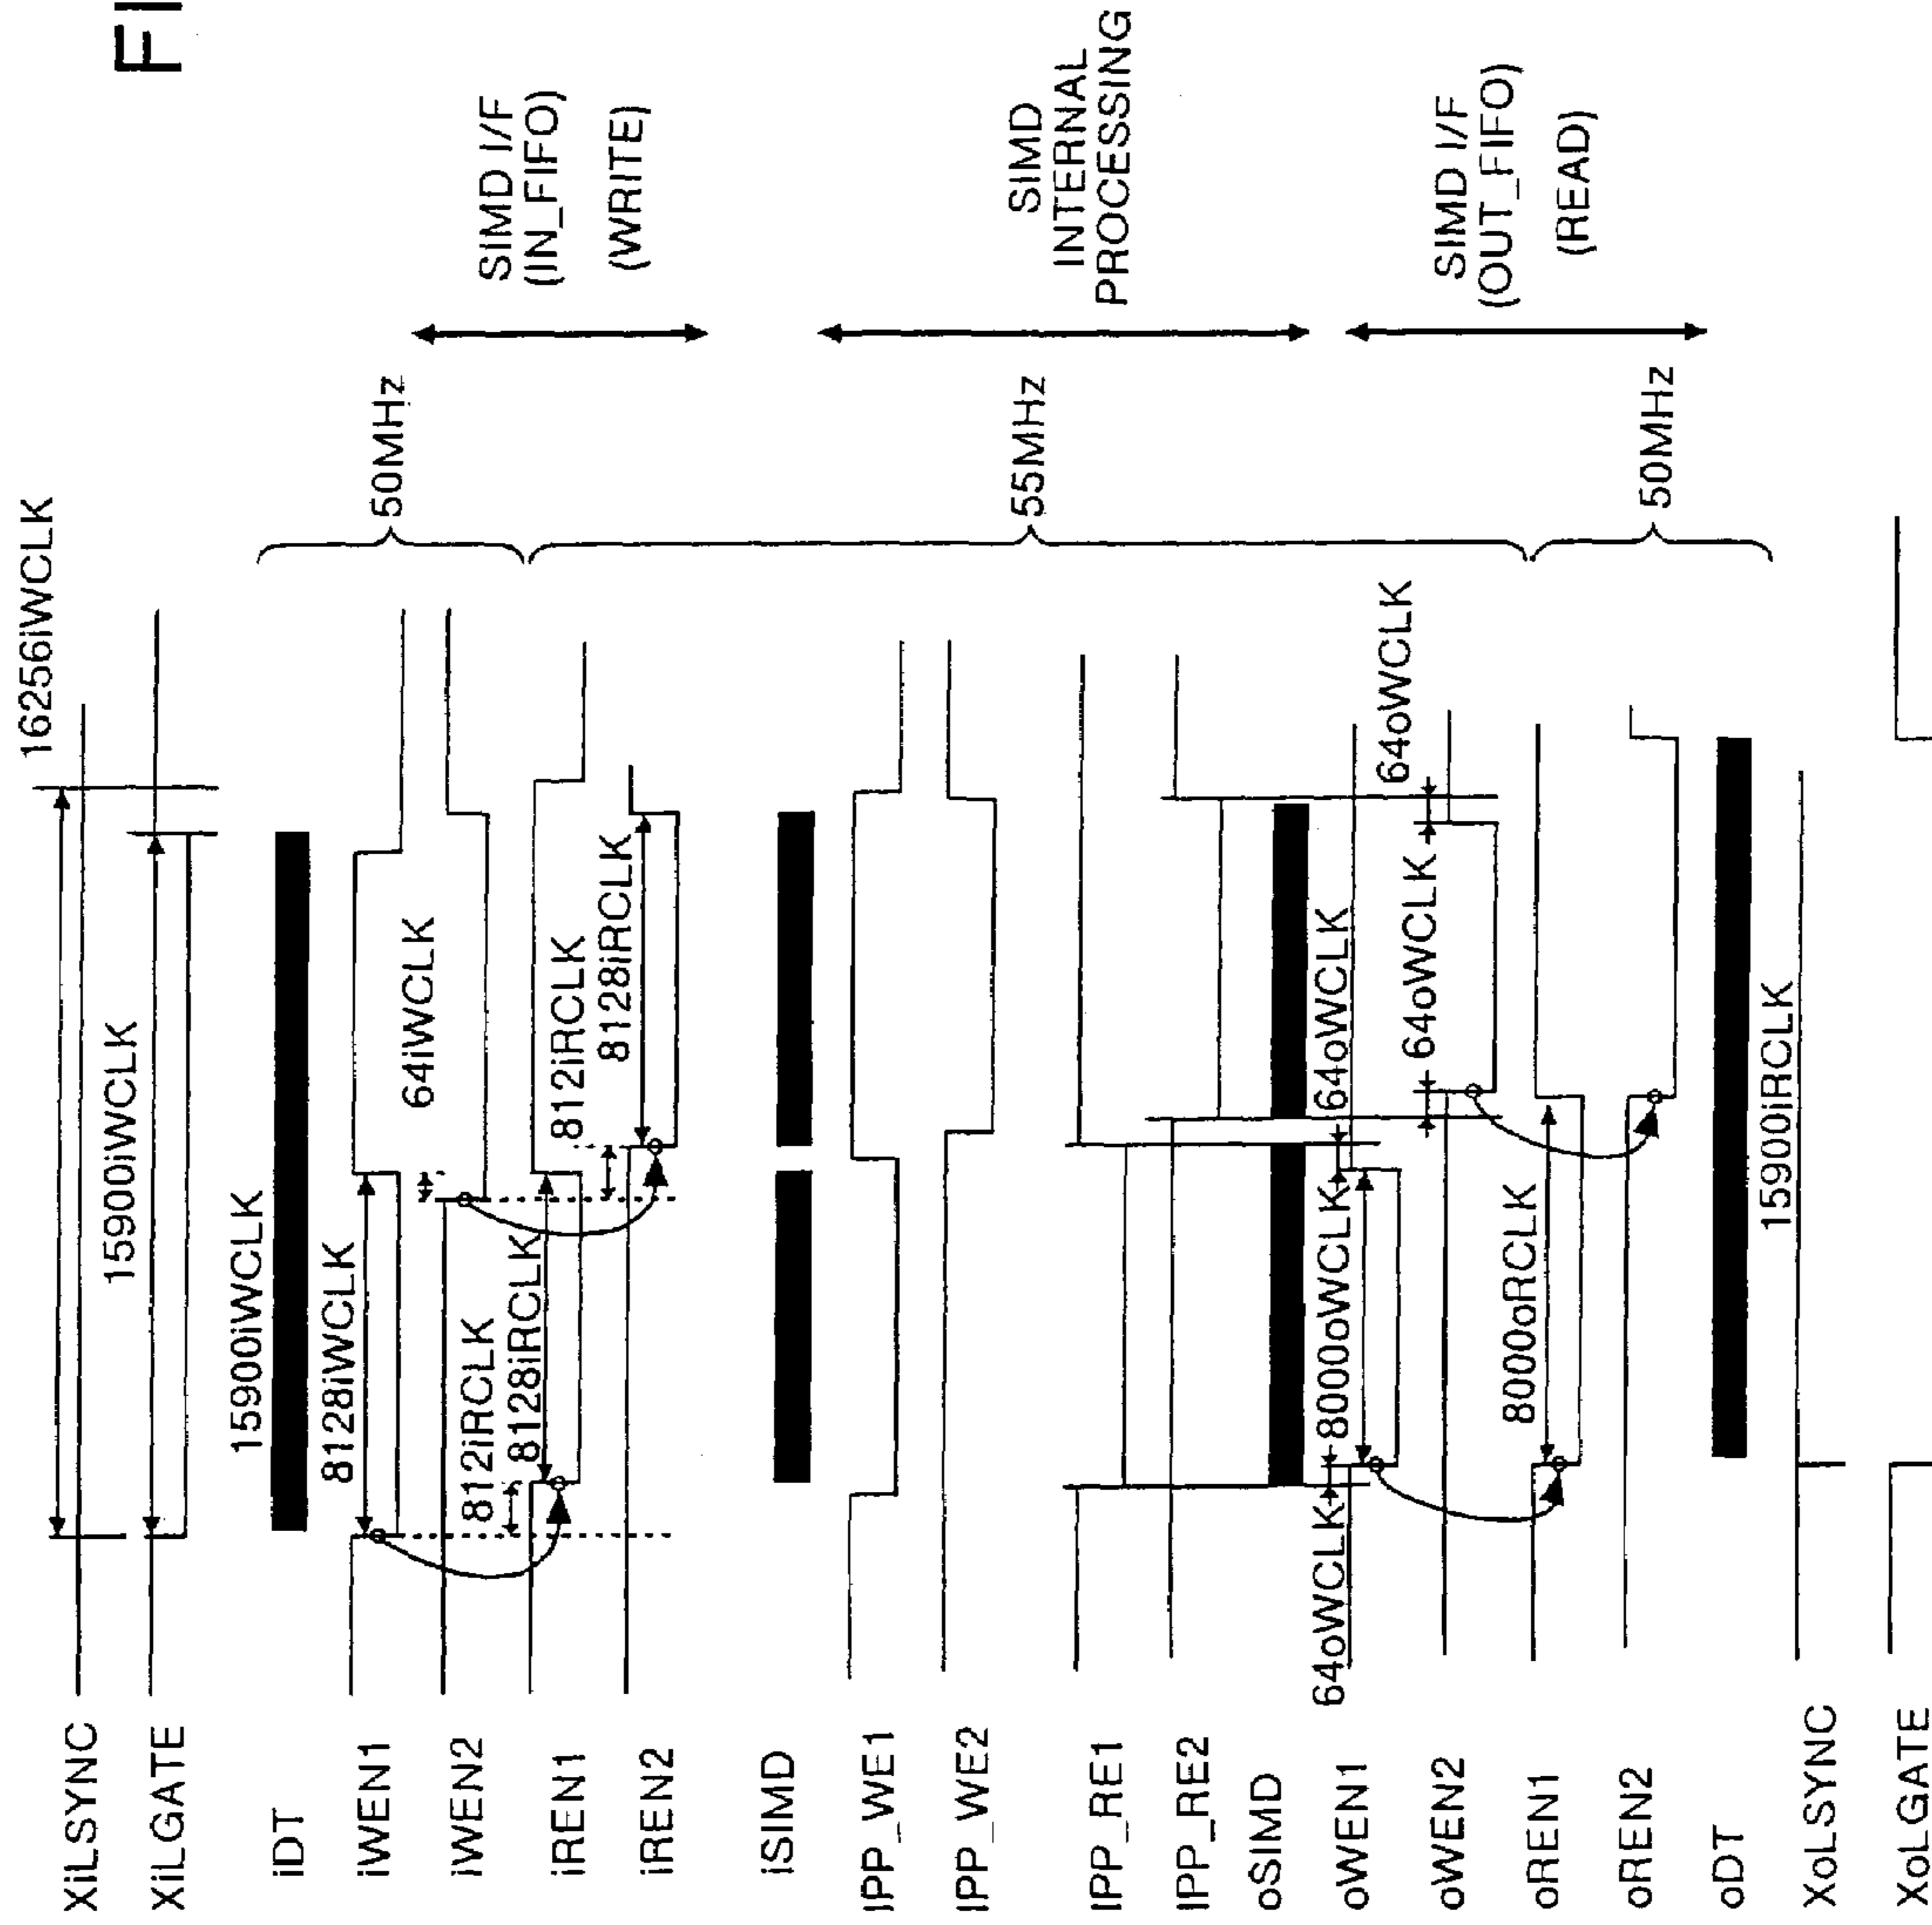 FI
16256iWCLK
XiLSYNC
15900iWCLK
XiLGATE
15900iWCLK
iDT
8128iWCLK
iWEN1
50MHz
64iWCLK
iWEN2
SIMD I/F
(IN_FIFO)
(WRITE)
812iRCLK
8128iRCLK
812iRCLK
iREN1
8128iRCLK
iREN2
iSIMD
IPP_WE1
IPP_WE2
55MHz
SIMD
INTERNAL
PROCESSING
IPP_RE1
IPP_RE2
oSIMD
64oWCLK
8000oWCLK
64oWCLK
oWEN1
64oWCLK
64oWCLK
oWEN2
SIMD I/F
(OUT_FIFO)
(READ)
8000oRCLK
oREN1
oREN2
50MHz
oDT
15900iRCLK
XoLSYNC
XoLGATE